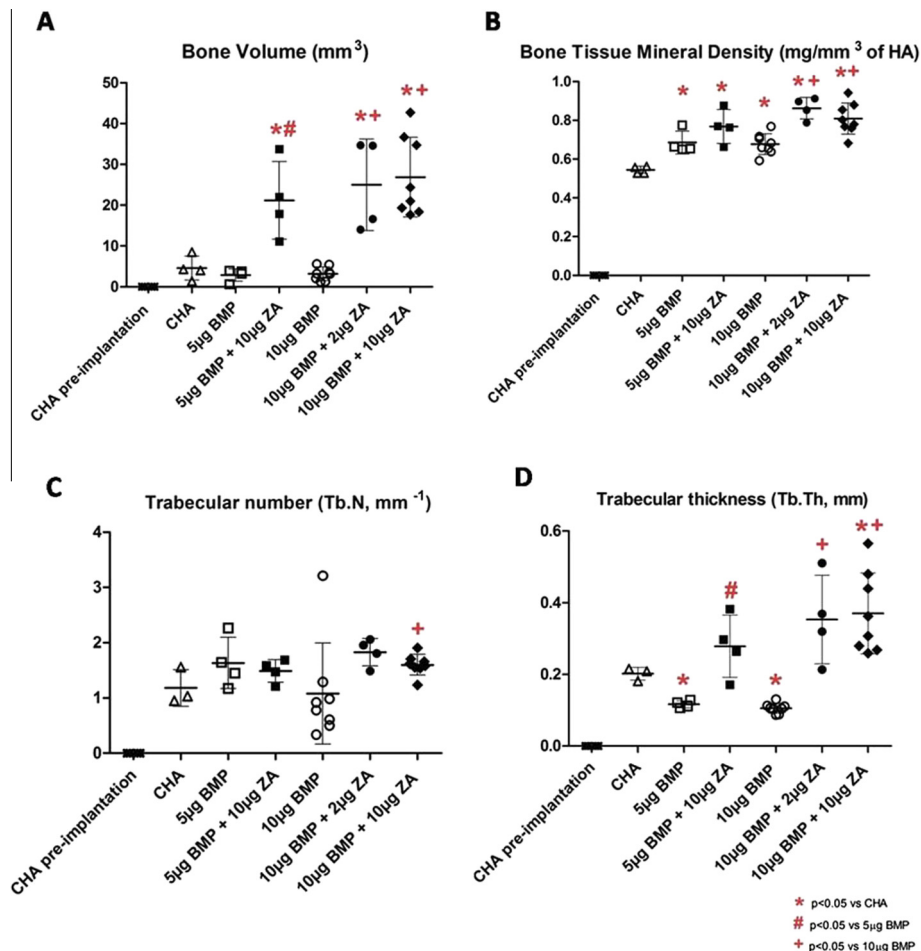 A
Bone Volume (mm3)
50
40
30
20
10
0
*#
*+
*+
CHA pre-implantation
CHA
5µg BMP
5µg BMP + 10µg ZA
10µg BMP
10µg BMP + 2µg ZA
10µg BMP + 10µg ZA
B
Bone Tissue Mineral Density (mg/mm 3 of HA)
1.0
0.8
0.6
0.4
0.2
0.0
*
*
*
*+
*+
CHA pre-implantation
CHA
5µg BMP
5µg BMP + 10µg ZA
10µg BMP
10µg BMP + 2µg ZA
10µg BMP + 10µg ZA
C
Trabecular number (Tb.N, mm -1)
4
3
2
1
0
+
CHA pre-implantation
CHA
5µg BMP
5µg BMP + 10µg ZA
10µg BMP
10µg BMP + 2µg ZA
10µg BMP + 10µg ZA
D
Trabecular thickness (Tb.Th, mm)
0.6
0.4
0.2
0.0
*
#
*
+
*+
CHA pre-implantation
CHA
5µg BMP
5µg BMP + 10µg ZA
10µg BMP
10µg BMP + 2µg ZA
10µg BMP + 10µg ZA
* p<0.05 vs CHA
# p<0.05 vs 5µg BMP
+ p<0.05 vs 10µg BMP